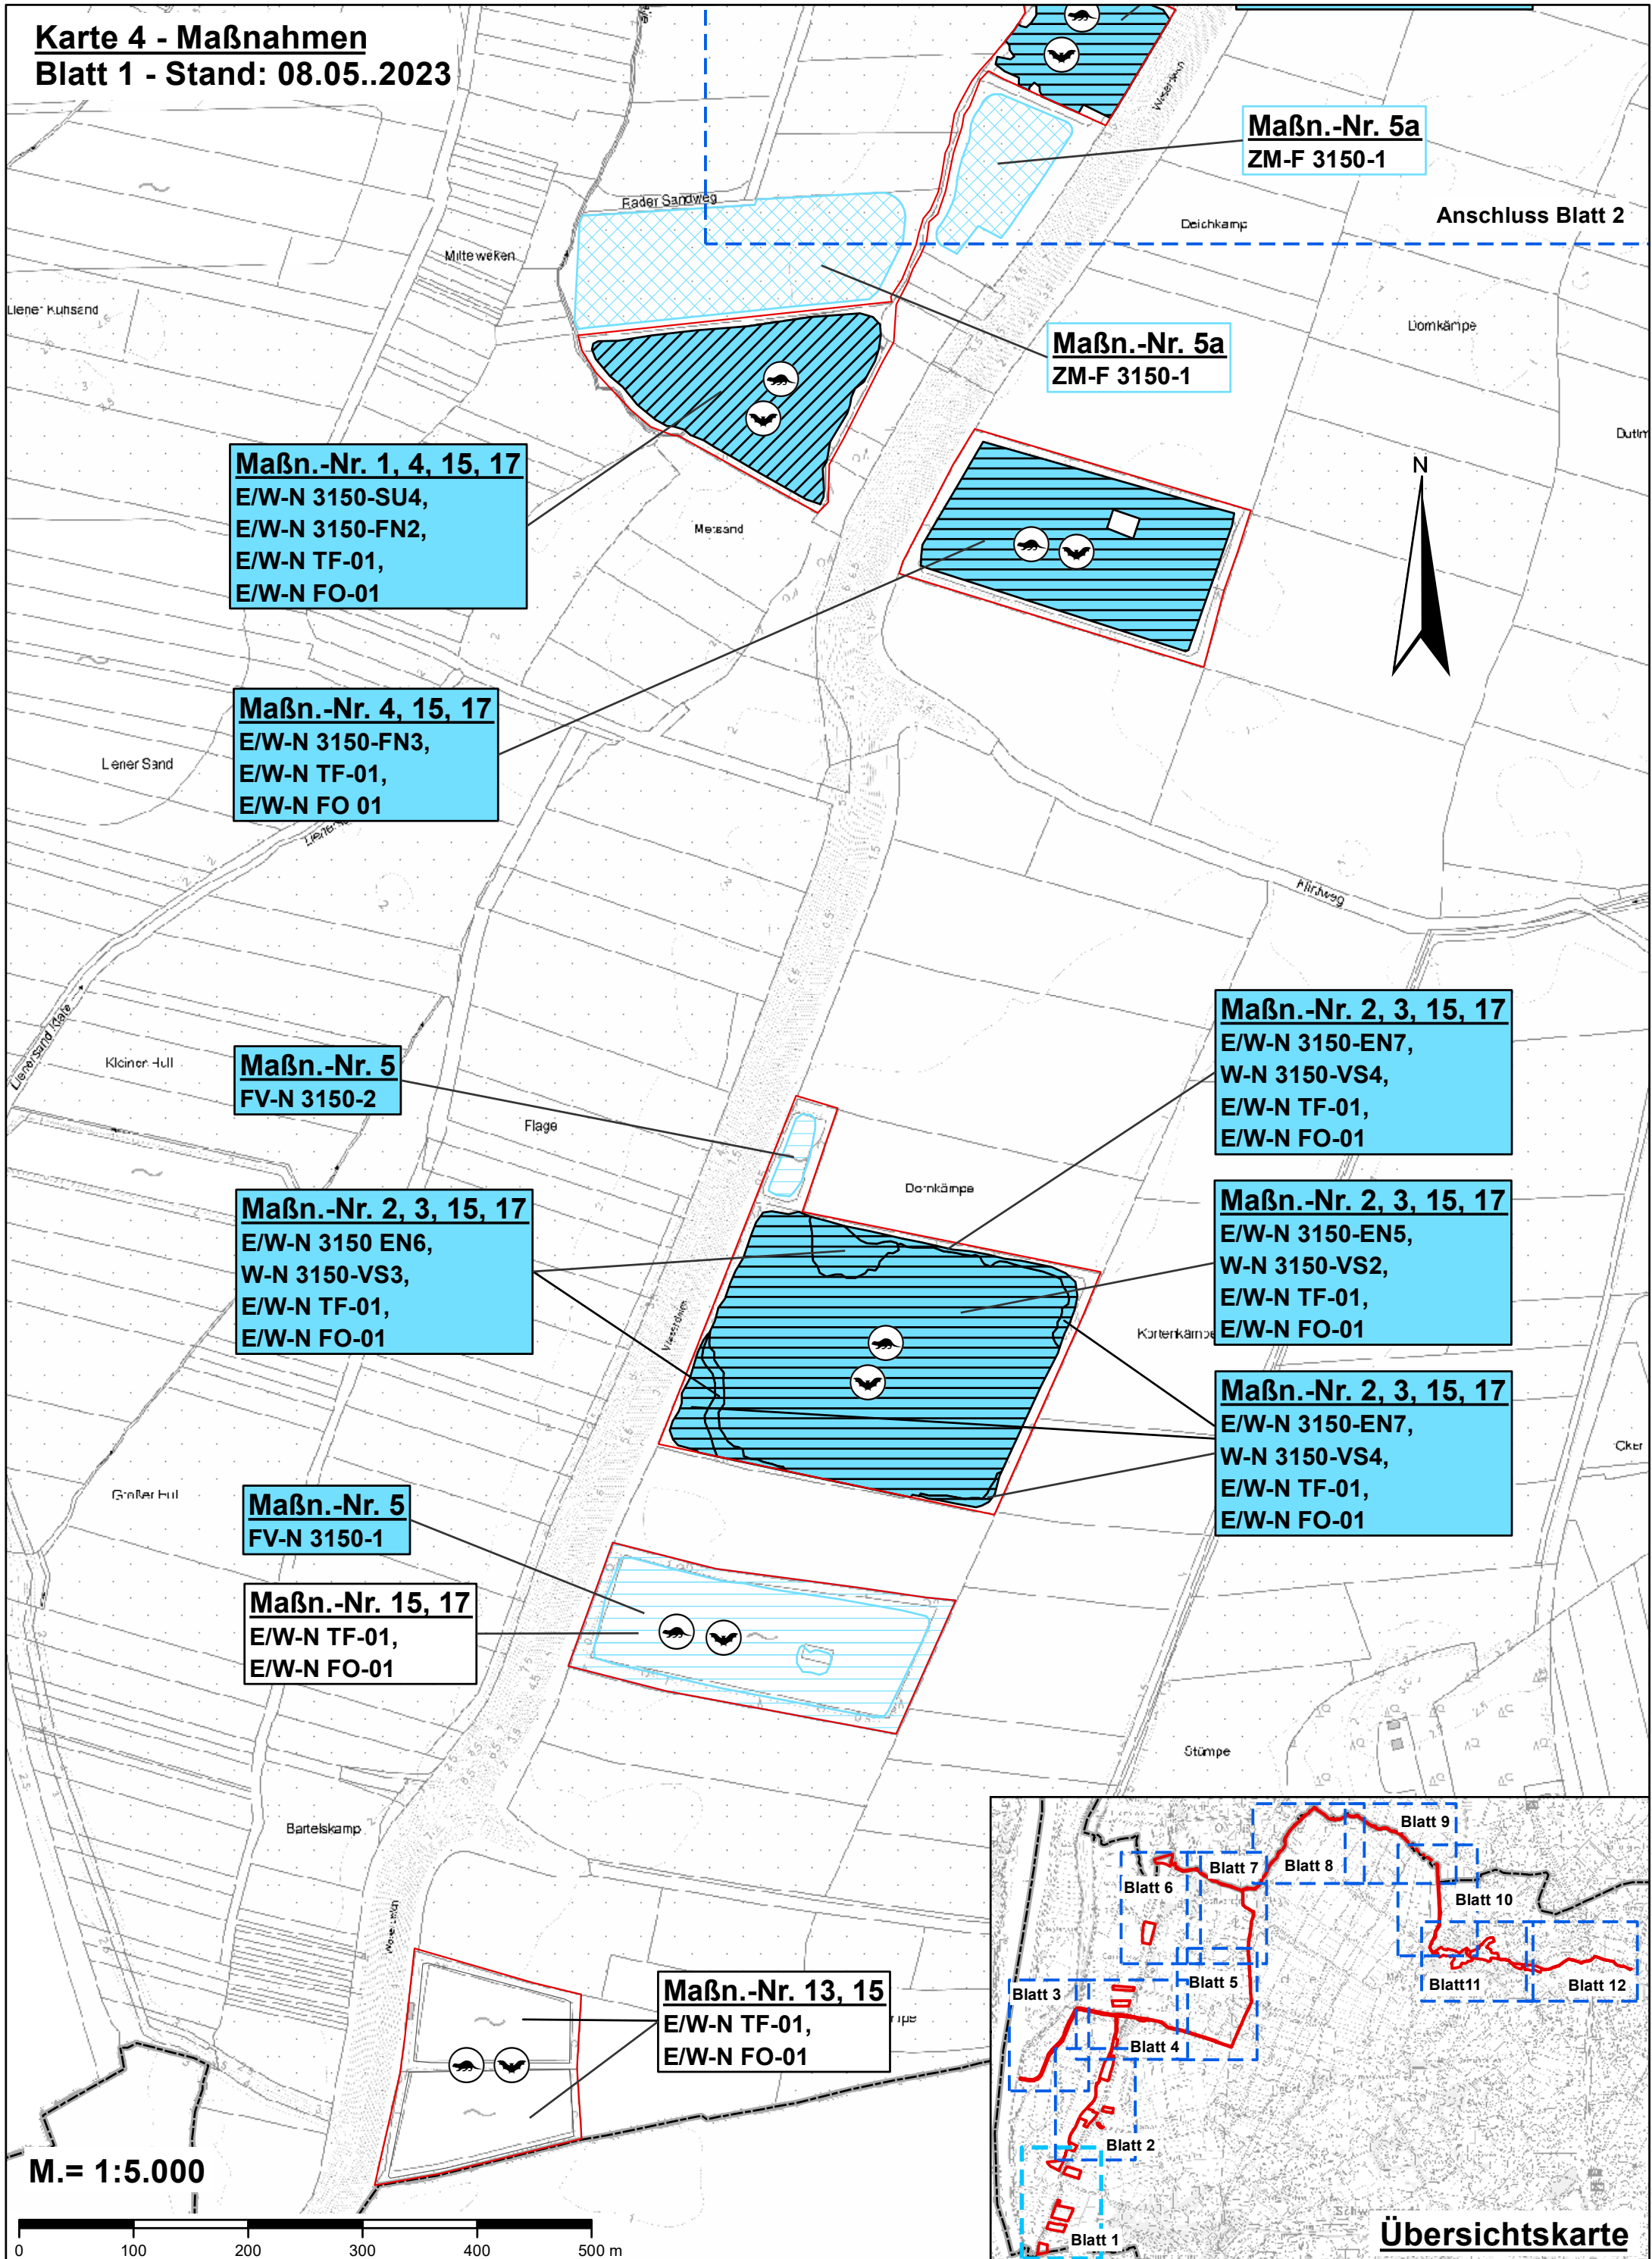 Karte 4 - Maßnahmen
Blatt 1 - Stand: 08.05..2023
Maßn.-Nr. 5a
ZM-F 3150-1
Anschluss Blatt 2
Rader Sandweg
Deichkamp
Mitteweken
Liener Kuhsand
Domkämpe
Maßn.-Nr. 5a
ZM-F 3150-1
Maßn.-Nr. 1, 4, 15, 17
E/W-N 3150-SU4,
E/W-N 3150-FN2,
E/W-N TF-01,
E/W-N FO-01
N
Maßn.-Nr. 4, 15, 17
E/W-N 3150-FN3,
E/W-N TF-01,
E/W-N FO 01
Liener Sand
Maßn.-Nr. 2, 3, 15, 17
E/W-N 3150-EN7,
W-N 3150-VS4,
E/W-N TF-01,
E/W-N FO-01
Maßn.-Nr. 5
FV-N 3150-2
Flage
Dornkämpe
Maßn.-Nr. 2, 3, 15, 17
E/W-N 3150 EN6,
W-N 3150-VS3,
E/W-N TF-01,
E/W-N FO-01
Maßn.-Nr. 2, 3, 15, 17
E/W-N 3150-EN5,
W-N 3150-VS2,
E/W-N TF-01,
E/W-N FO-01
Maßn.-Nr. 2, 3, 15, 17
E/W-N 3150-EN7,
W-N 3150-VS4,
E/W-N TF-01,
E/W-N FO-01
Maßn.-Nr. 5
FV-N 3150-1
Maßn.-Nr. 15, 17
E/W-N TF-01,
E/W-N FO-01
Stümpe
Bartelskamp
Maßn.-Nr. 13, 15
E/W-N TF-01,
E/W-N FO-01
Blatt 9
Blatt 7
Blatt 8
Blatt 6
Blatt 10
Blatt 5
Blatt 3
Blatt11
Blatt 12
Blatt 4
Blatt 2
Blatt 1
Übersichtskarte
M.= 1:5.000
0 100 200 300 400 500 m